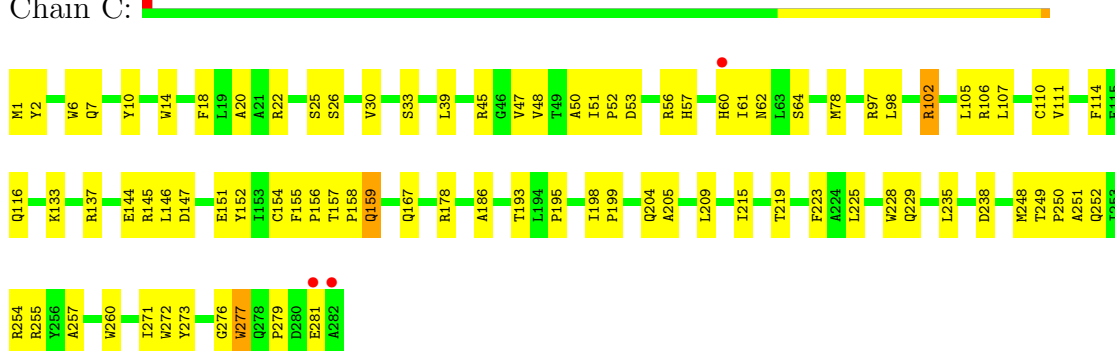 Chain C:
M1 Y2 W6 Q7 Y10 W14 F18 L19 A20 A21 R22 S25 S26 V30 S33 L39 R45 G46 V47 V48 T49 A50 I51 P52 D53 R56 H57 H60 I61 N62 L63 S64 M78 R97 L98 R102 L105 R106 L107 C110 V111 F114 E115
Q116 K133 R137 E144 R145 L146 D147 E151 Y152 I153 C154 F155 P156 T157 P158 Q159 Q167 R178 A186 T193 L194 P195 I198 P199 Q204 A205 L209 I215 T219 F223 A224 L225 W228 Q229 L235 D238 M248 T249 P250 A251 Q252 I253
R254 R255 Y256 A257 W260 I271 W272 Y273 G276 W277 Q278 P279 D280 E281 A282